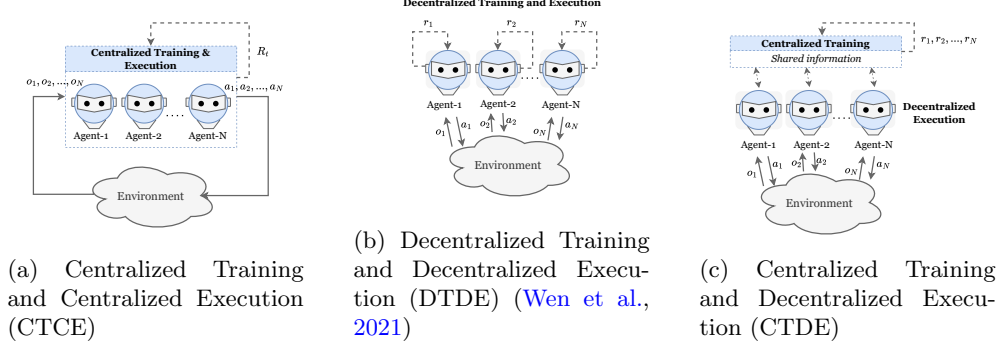 Centralized Training &
Execution
R_t
o_1, o_2, ..., o_N
a_1, a_2, ..., a_N
Agent-1
Agent-2
....
Agent-N
Environment
(a) Centralized Training
and Centralized Execution
(CTCE)
Decentralized Training and Execution
r_1
r_2
r_N
....
Agent-1
Agent-2
Agent-N
o_1
a_1
o_2
a_2
o_N
a_N
Environment
(b) Decentralized Training
and Decentralized Execu-
tion (DTDE) (Wen et al.,
2021)
Centralized Training
Shared information
r_1, r_2, ..., r_N
....
Decentralized
Execution
Agent-1
Agent-2
Agent-N
o_1
a_1
o_2
a_2
o_N
a_N
Environment
(c) Centralized Training
and Decentralized Execu-
tion (CTDE)